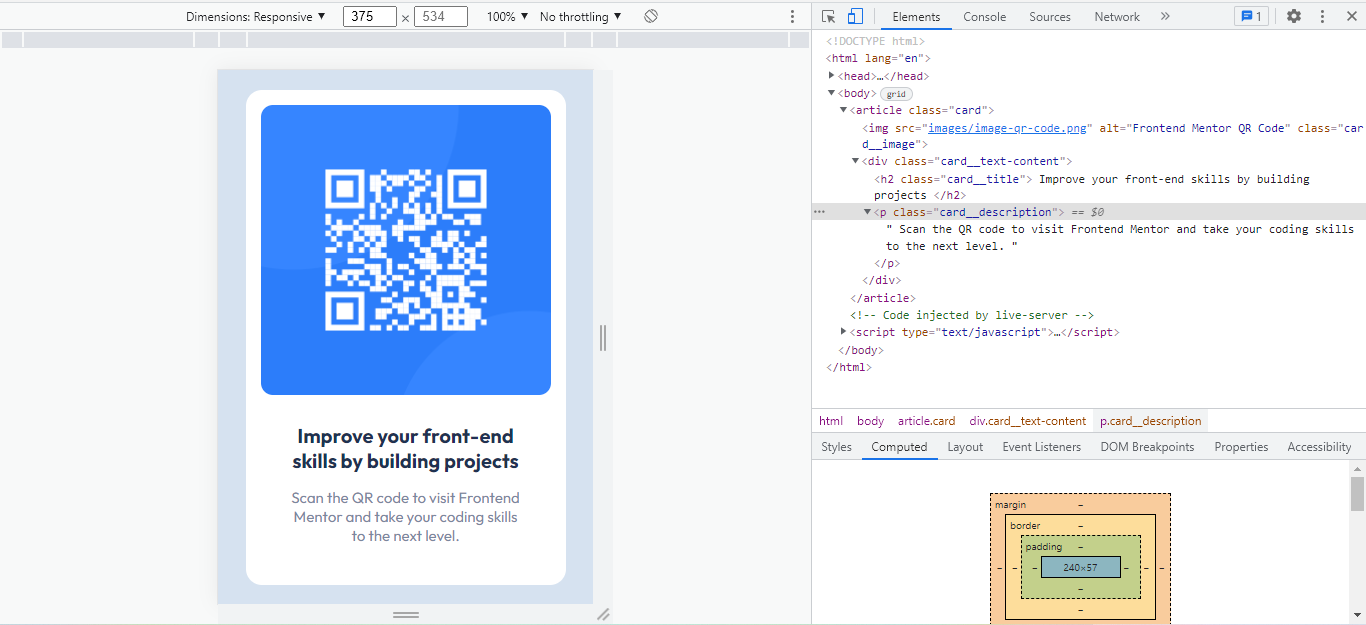 Dimensions: Responsive ▼ 375 × 534 100% ▼ No throttling ▼
Elements Console Sources Network » 1
Improve your front-end
skills by building projects
Scan the QR code to visit Frontend
Mentor and take your coding skills
to the next level.
<!DOCTYPE html>
<html lang="en">
▶<head>…</head>
▼<body> grid
▼<article class="card">
<img src="images/image-qr-code.png" alt="Frontend Mentor QR Code" class="car
d__image">
▼<div class="card__text-content">
<h2 class="card__title"> Improve your front-end skills by building
projects </h2>
… ▼<p class="card__description"> == $0
" Scan the QR code to visit Frontend Mentor and take your coding skills
to the next level. "
</p>
</div>
</article>
<!-- Code injected by live-server -->
▶<script type="text/javascript">…</script>
</body>
</html>
html body article.card div.card__text-content p.card__description
Styles Computed Layout Event Listeners DOM Breakpoints Properties Accessibility
margin –
border –
padding –
– – – 240×57 – – –
–
–